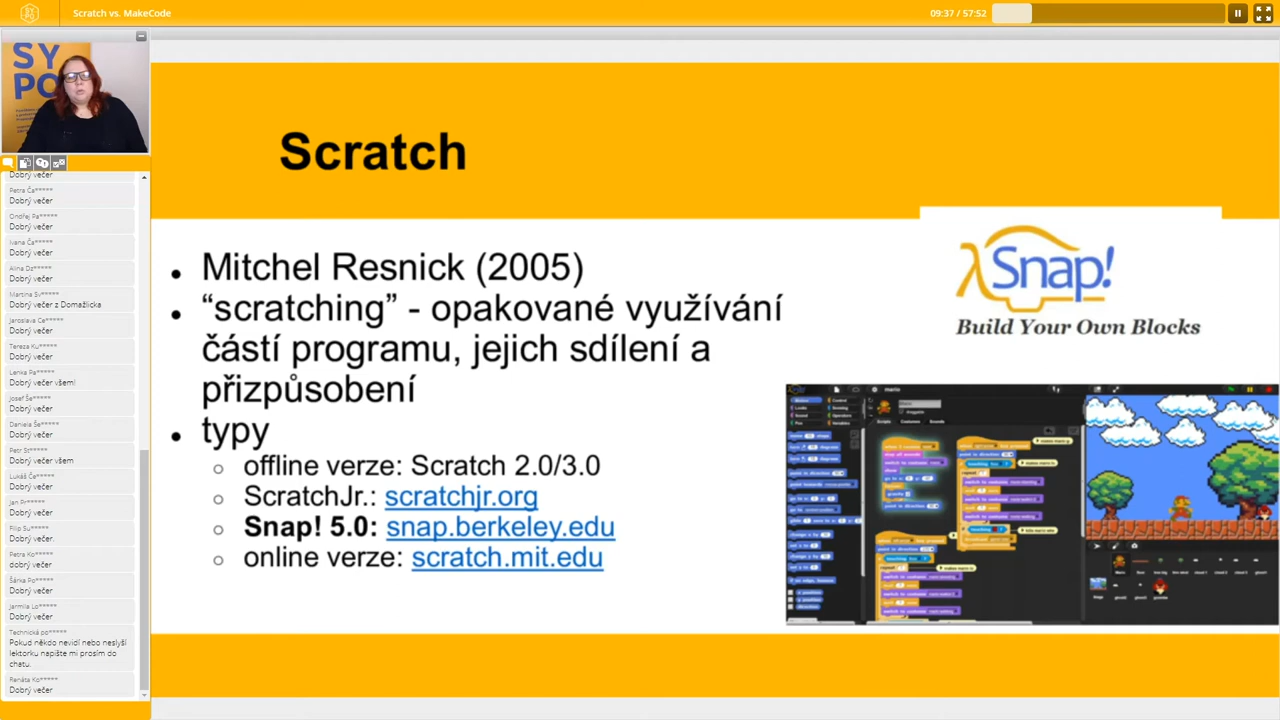 Scratch vs. MakeCode
09:37 / 57:52
SY
PO
Dobrý večer
Petra Ča*****
Dobrý večer
Ondřej Pa*****
Dobrý večer
Ivana Če*****
Dobrý večer
Alina Dz*****
Dobrý večer
Martina Sv*****
Dobrý večer z Domažlicka
Jaroslava Ce*****
Dobrý večer
Tereza Ku*****
Dobrý večer
Lenka Pa*****
Dobrý večer všem!
Josef Še*****
Dobrý večer
Daniela Še*****
Dobrý večer
Petr St*****
Dobrý večer všem
Lukáš Če*****
Dobrý večer
Jan Pr*****
Dobrý večer
Filip Su*****
Dobrý večer.
Petra Ko*****
dobrý večer
Šárka Po*****
Dobrý večer
Jarmila Lo*****
Dobrý večer
Technická po*****
Pokud někdo nevidí nebo neslyší
lektorku napište mi prosím do
chatu.
Renáta Ko*****
Dobrý večer
Scratch
• Mitchel Resnick (2005)
• “scratching” - opakované využívání
částí programu, jejich sdílení a
přizpůsobení
• typy
○ offline verze: Scratch 2.0/3.0
○ ScratchJr.: scratchjr.org
○ Snap! 5.0: snap.berkeley.edu
○ online verze: scratch.mit.edu
λSnap!
Build Your Own Blocks